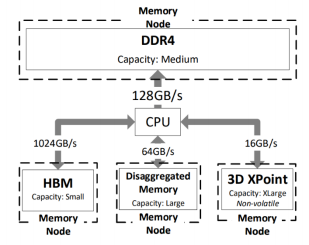 Memory
Node
DDR4
Capacity: Medium
128GB/s
CPU
1024GB/s
64GB/s
16GB/s
HBM
Capacity: Small
Memory
Node
Disaggregated
Memory
Capacity: Large
Memory
Node
3D XPoint
Capacity: XLarge
Non-volatile
Memory
Node